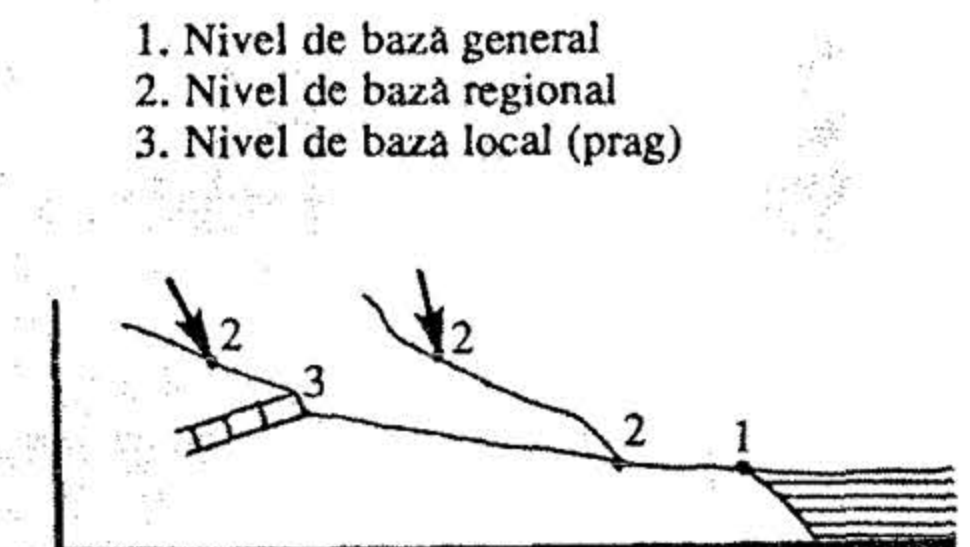 1. Nivel de bază general
2. Nivel de bază regional
3. Nivel de bază local (prag)
2
2
3
2
1